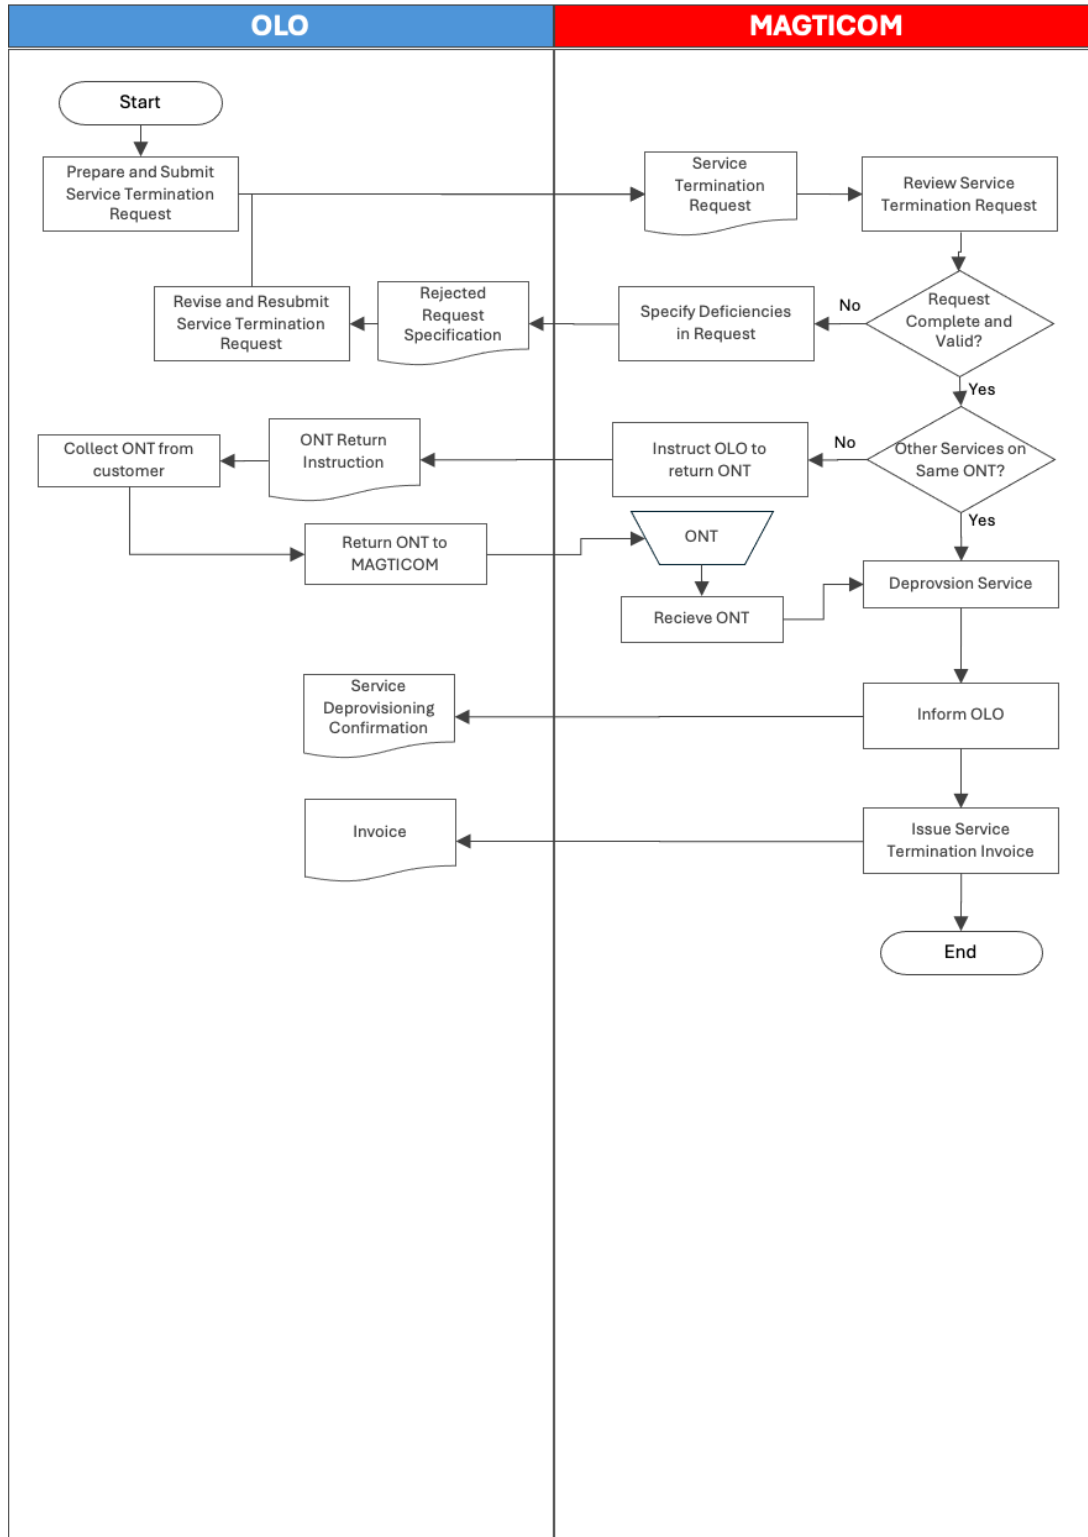 OLO
MAGTICOM
Start
Prepare and Submit
Service Termination
Request
Service
Termination
Request
Review Service
Termination Request
Revise and Resubmit
Service Termination
Request
Rejected
Request
Specification
Specify Deficiencies
in Request
No
Request
Complete and
Valid?
Yes
Collect ONT from
customer
ONT Return
Instruction
Instruct OLO to
return ONT
No
Other Services on
Same ONT?
Yes
Return ONT to
MAGTICOM
ONT
Recieve ONT
Deprovsion Service
Service
Deprovisioning
Confirmation
Inform OLO
Invoice
Issue Service
Termination Invoice
End